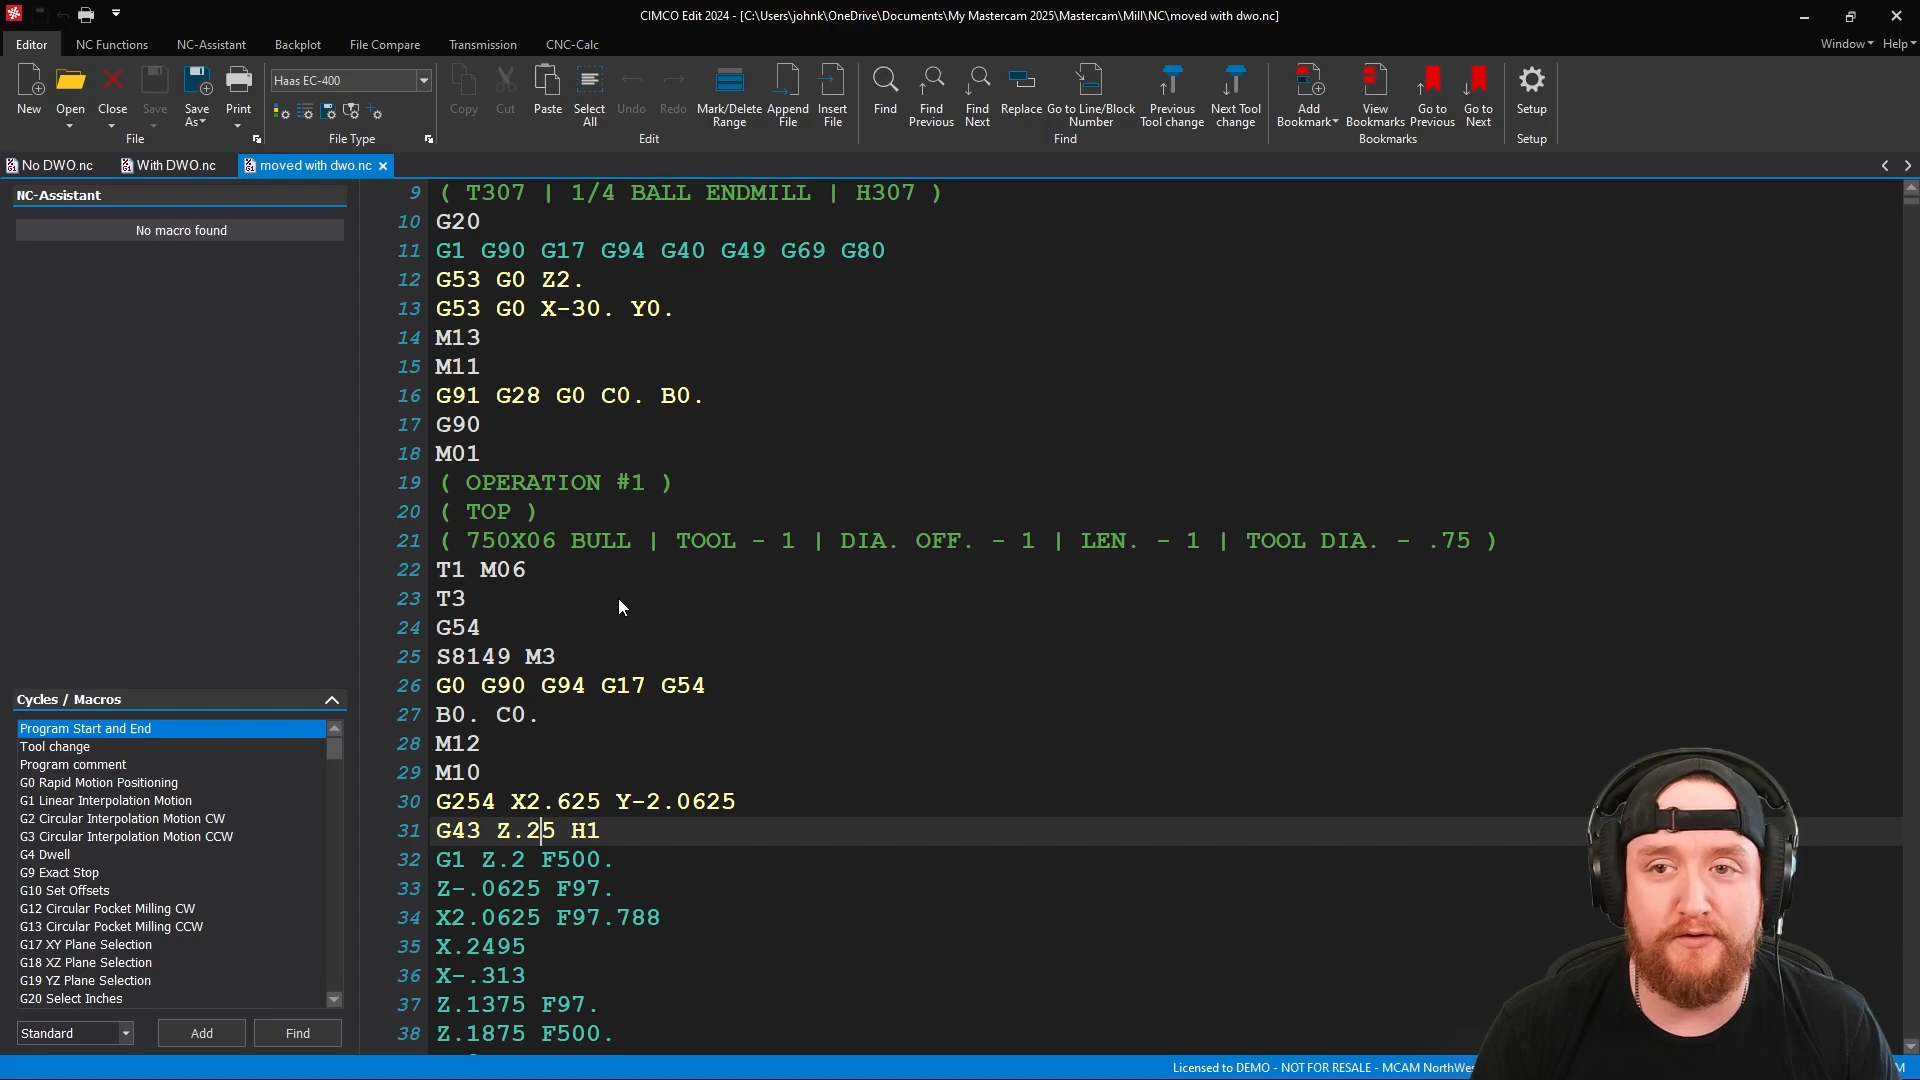 CIMCO Edit 2024 - [C:\Users\johnk\OneDrive\Documents\My Mastercam 2025\Mastercam\Mill\NC\moved with dwo.nc]
Editor NC Functions NC-Assistant Backplot File Compare Transmission CNC-Calc Window Help
Haas EC-400
New Open Close Save Save As Print Copy Cut Paste Select All Undo Redo Mark/Delete Range Append File Insert File Find Find Previous Find Next Replace Go to Line/Block Number Previous Tool change Next Tool change Add Bookmark View Bookmarks Go to Previous Go to Next Setup
File File Type Edit Find Bookmarks Setup
No DWO.nc With DWO.nc moved with dwo.nc
NC-Assistant
No macro found
9 ( T307 | 1/4 BALL ENDMILL | H307 )
10 G20
11 G1 G90 G17 G94 G40 G49 G69 G80
12 G53 G0 Z2.
13 G53 G0 X-30. Y0.
14 M13
15 M11
16 G91 G28 G0 C0. B0.
17 G90
18 M01
19 ( OPERATION #1 )
20 ( TOP )
21 ( 750X06 BULL | TOOL - 1 | DIA. OFF. - 1 | LEN. - 1 | TOOL DIA. - .75 )
22 T1 M06
23 T3
24 G54
25 S8149 M3
26 G0 G90 G94 G17 G54
27 B0. C0.
28 M12
29 M10
30 G254 X2.625 Y-2.0625
31 G43 Z.25 H1
32 G1 Z.2 F500.
33 Z-.0625 F97.
34 X2.0625 F97.788
35 X.2495
36 X-.313
37 Z.1375 F97.
38 Z.1875 F500.
Cycles / Macros
Program Start and End
Tool change
Program comment
G0 Rapid Motion Positioning
G1 Linear Interpolation Motion
G2 Circular Interpolation Motion CW
G3 Circular Interpolation Motion CCW
G4 Dwell
G9 Exact Stop
G10 Set Offsets
G12 Circular Pocket Milling CW
G13 Circular Pocket Milling CCW
G17 XY Plane Selection
G18 XZ Plane Selection
G19 YZ Plane Selection
G20 Select Inches
Standard Add Find
Licensed to DEMO - NOT FOR RESALE - MCAM